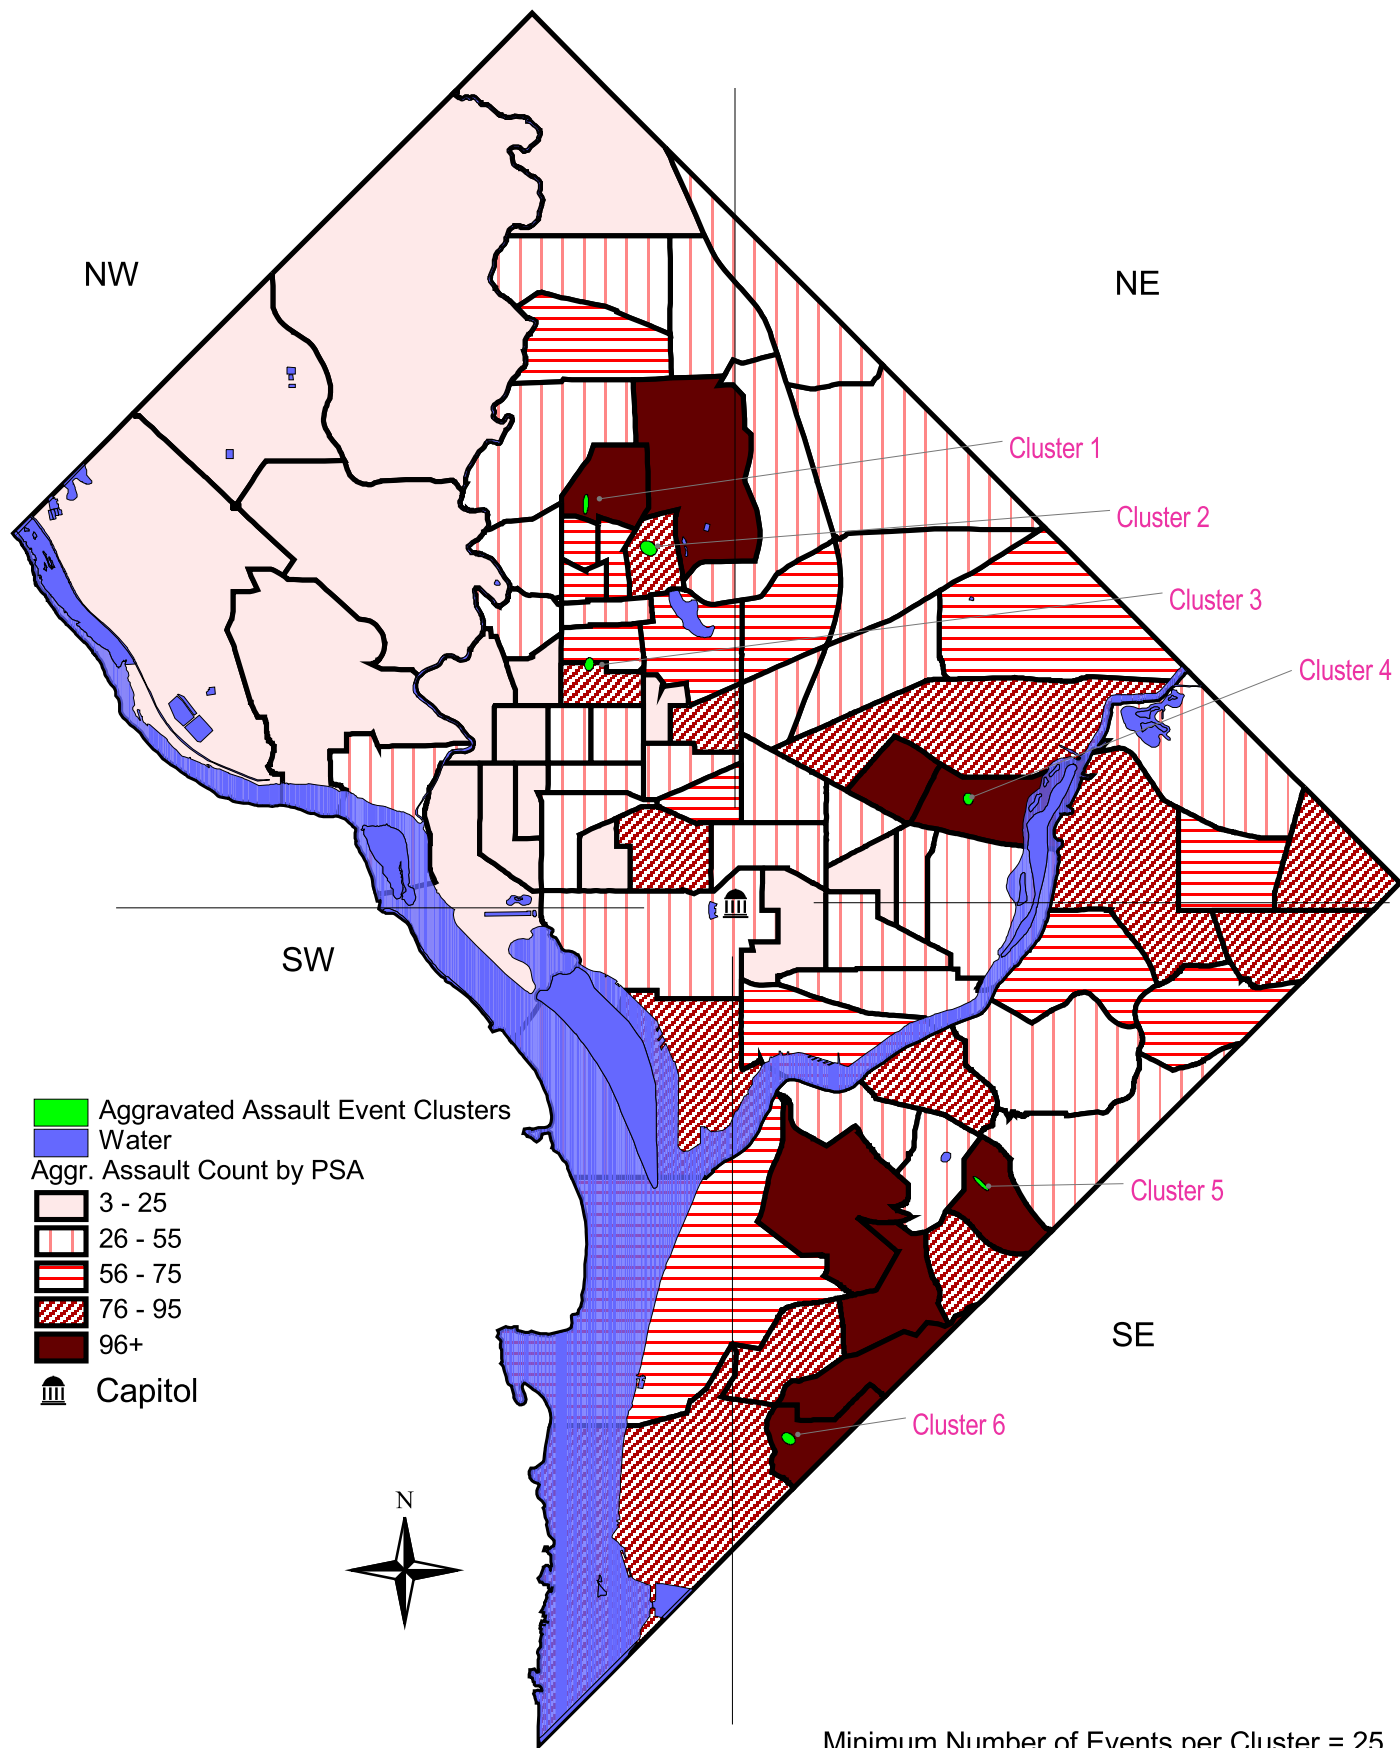 NW
NE
Cluster 1
Cluster 2
Cluster 3
Cluster 4
SW
Aggravated Assault Event Clusters
Water
Aggr. Assault Count by PSA
3 - 25
26 - 55
56 - 75
76 - 95
96+
Capitol
Cluster 5
SE
Cluster 6
N
Minimum Number of Events per Cluster = 25